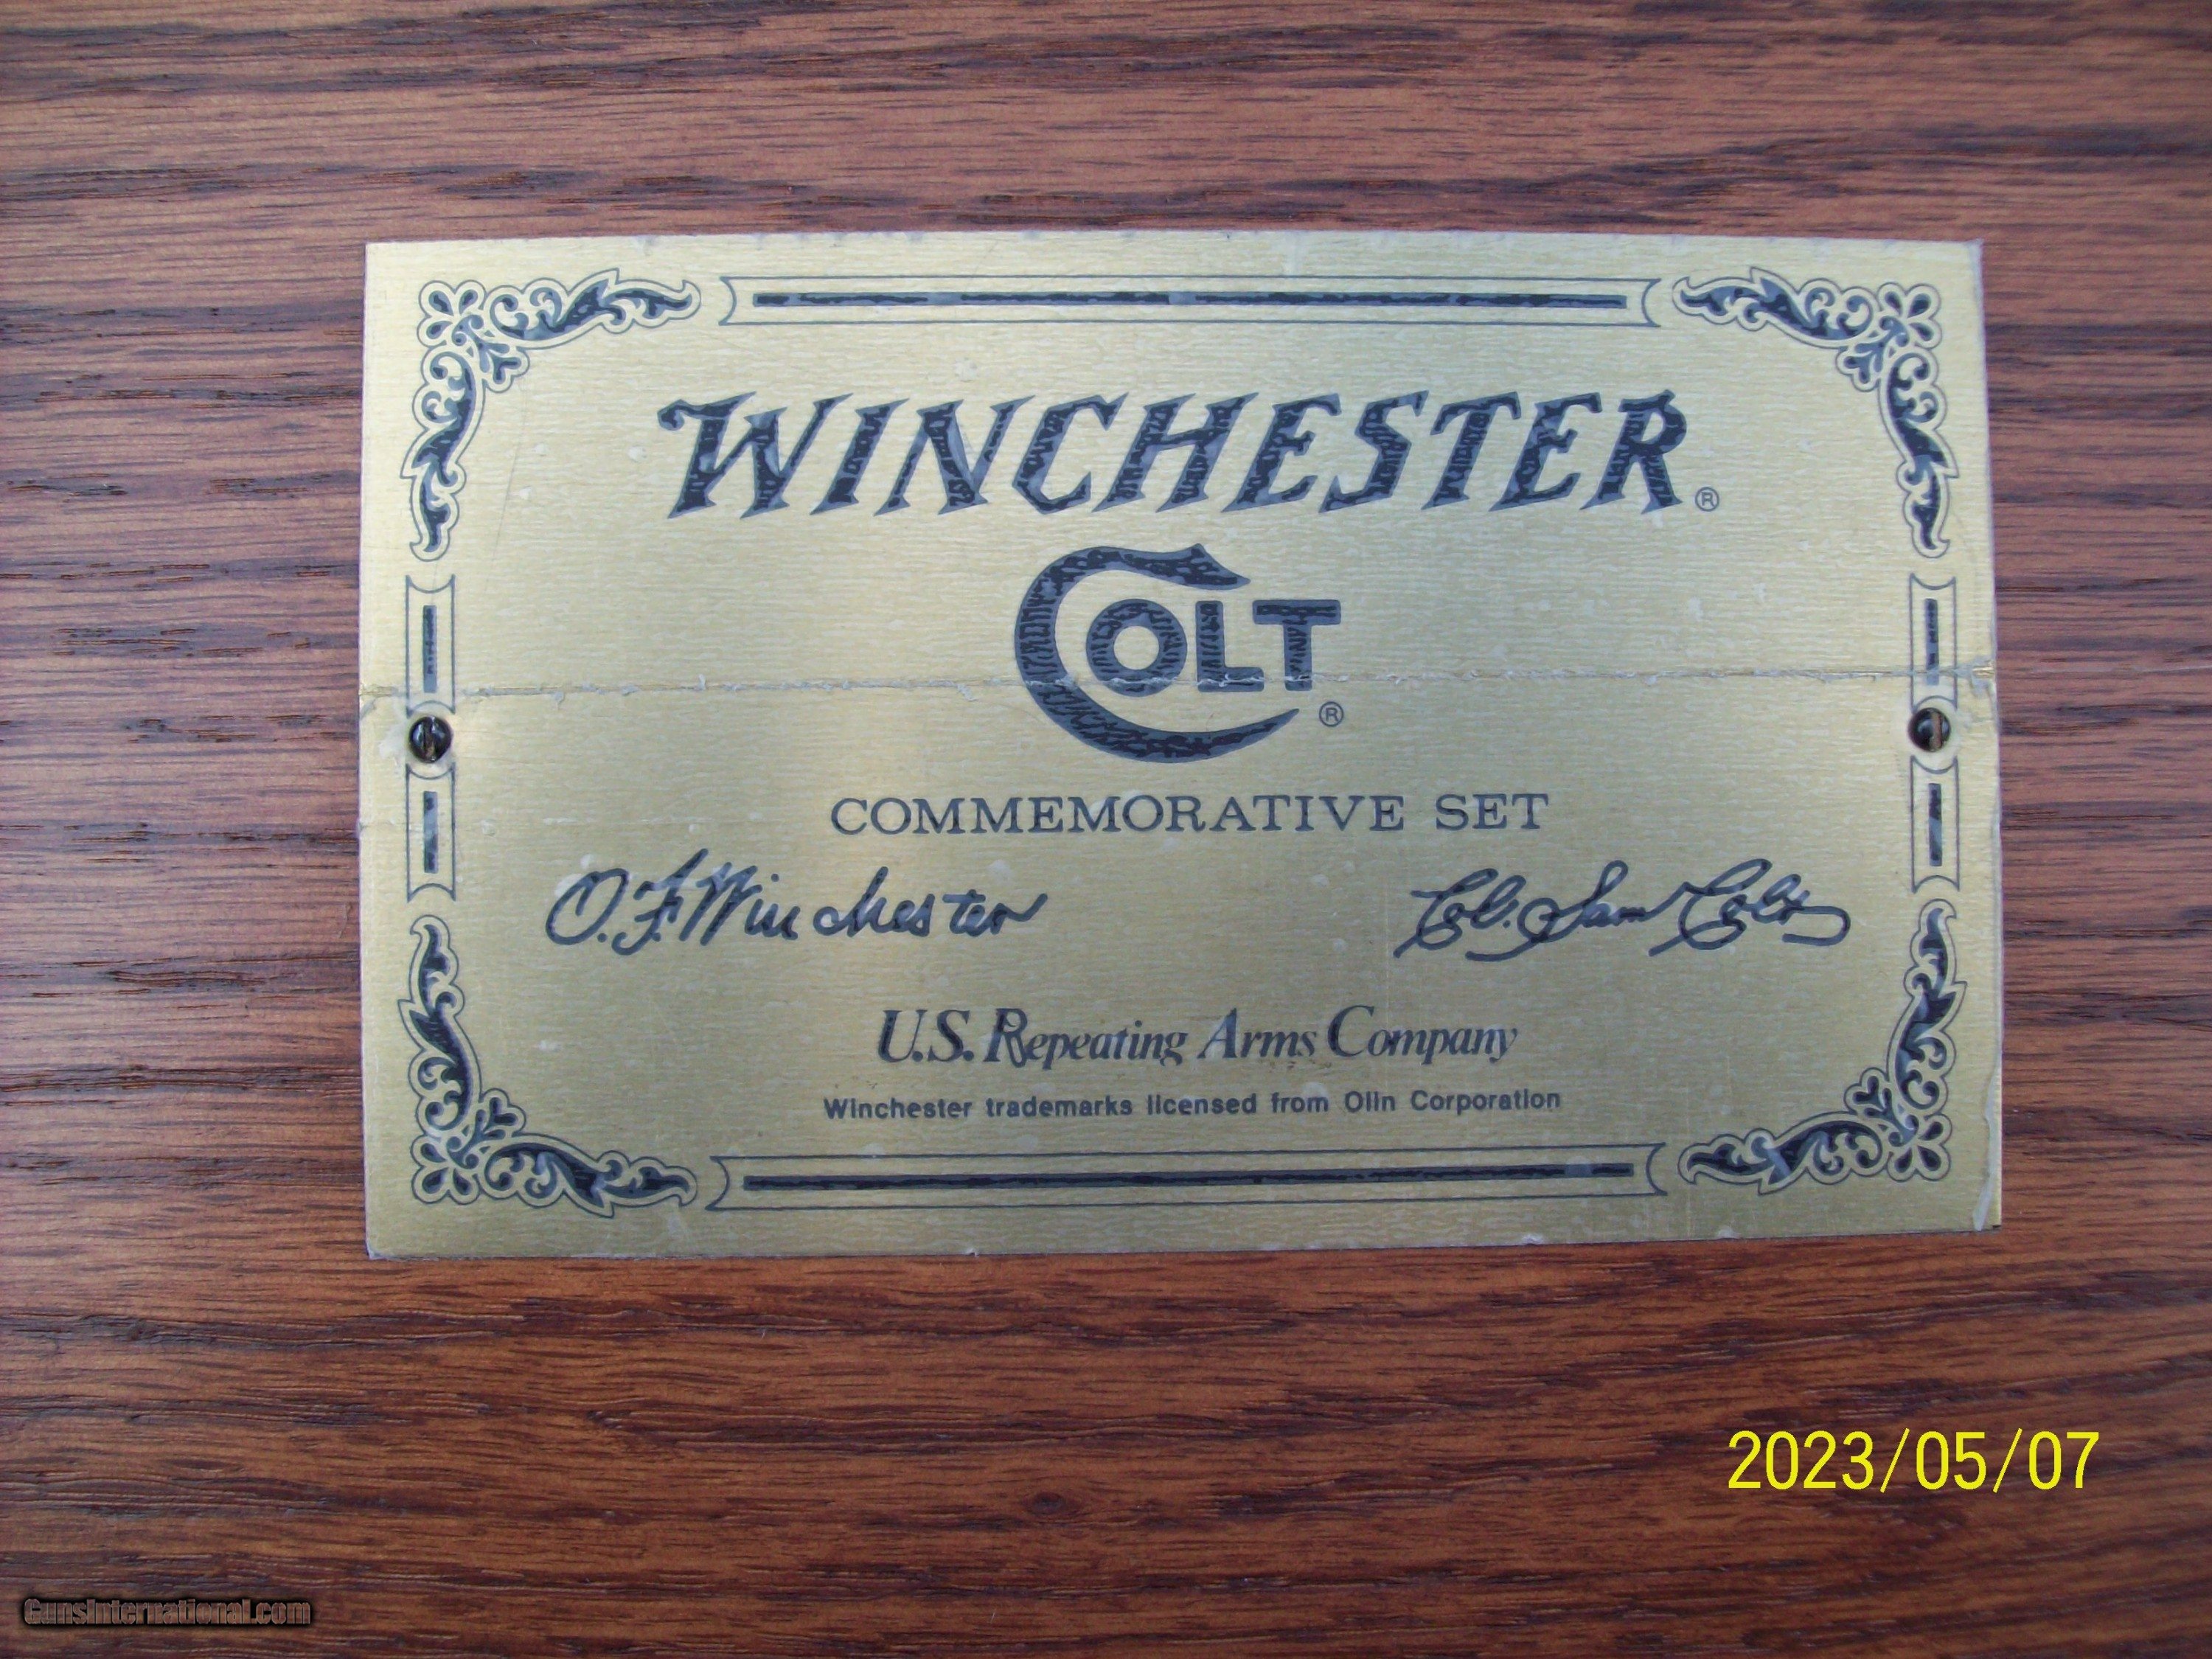 WINCHESTER®
COLT®
COMMEMORATIVE SET
O. F. Winchester Col. Sam Colt
U.S. Repeating Arms Company
Winchester trademarks licensed from Olin Corporation
2023/05/07
GunsInternational.com